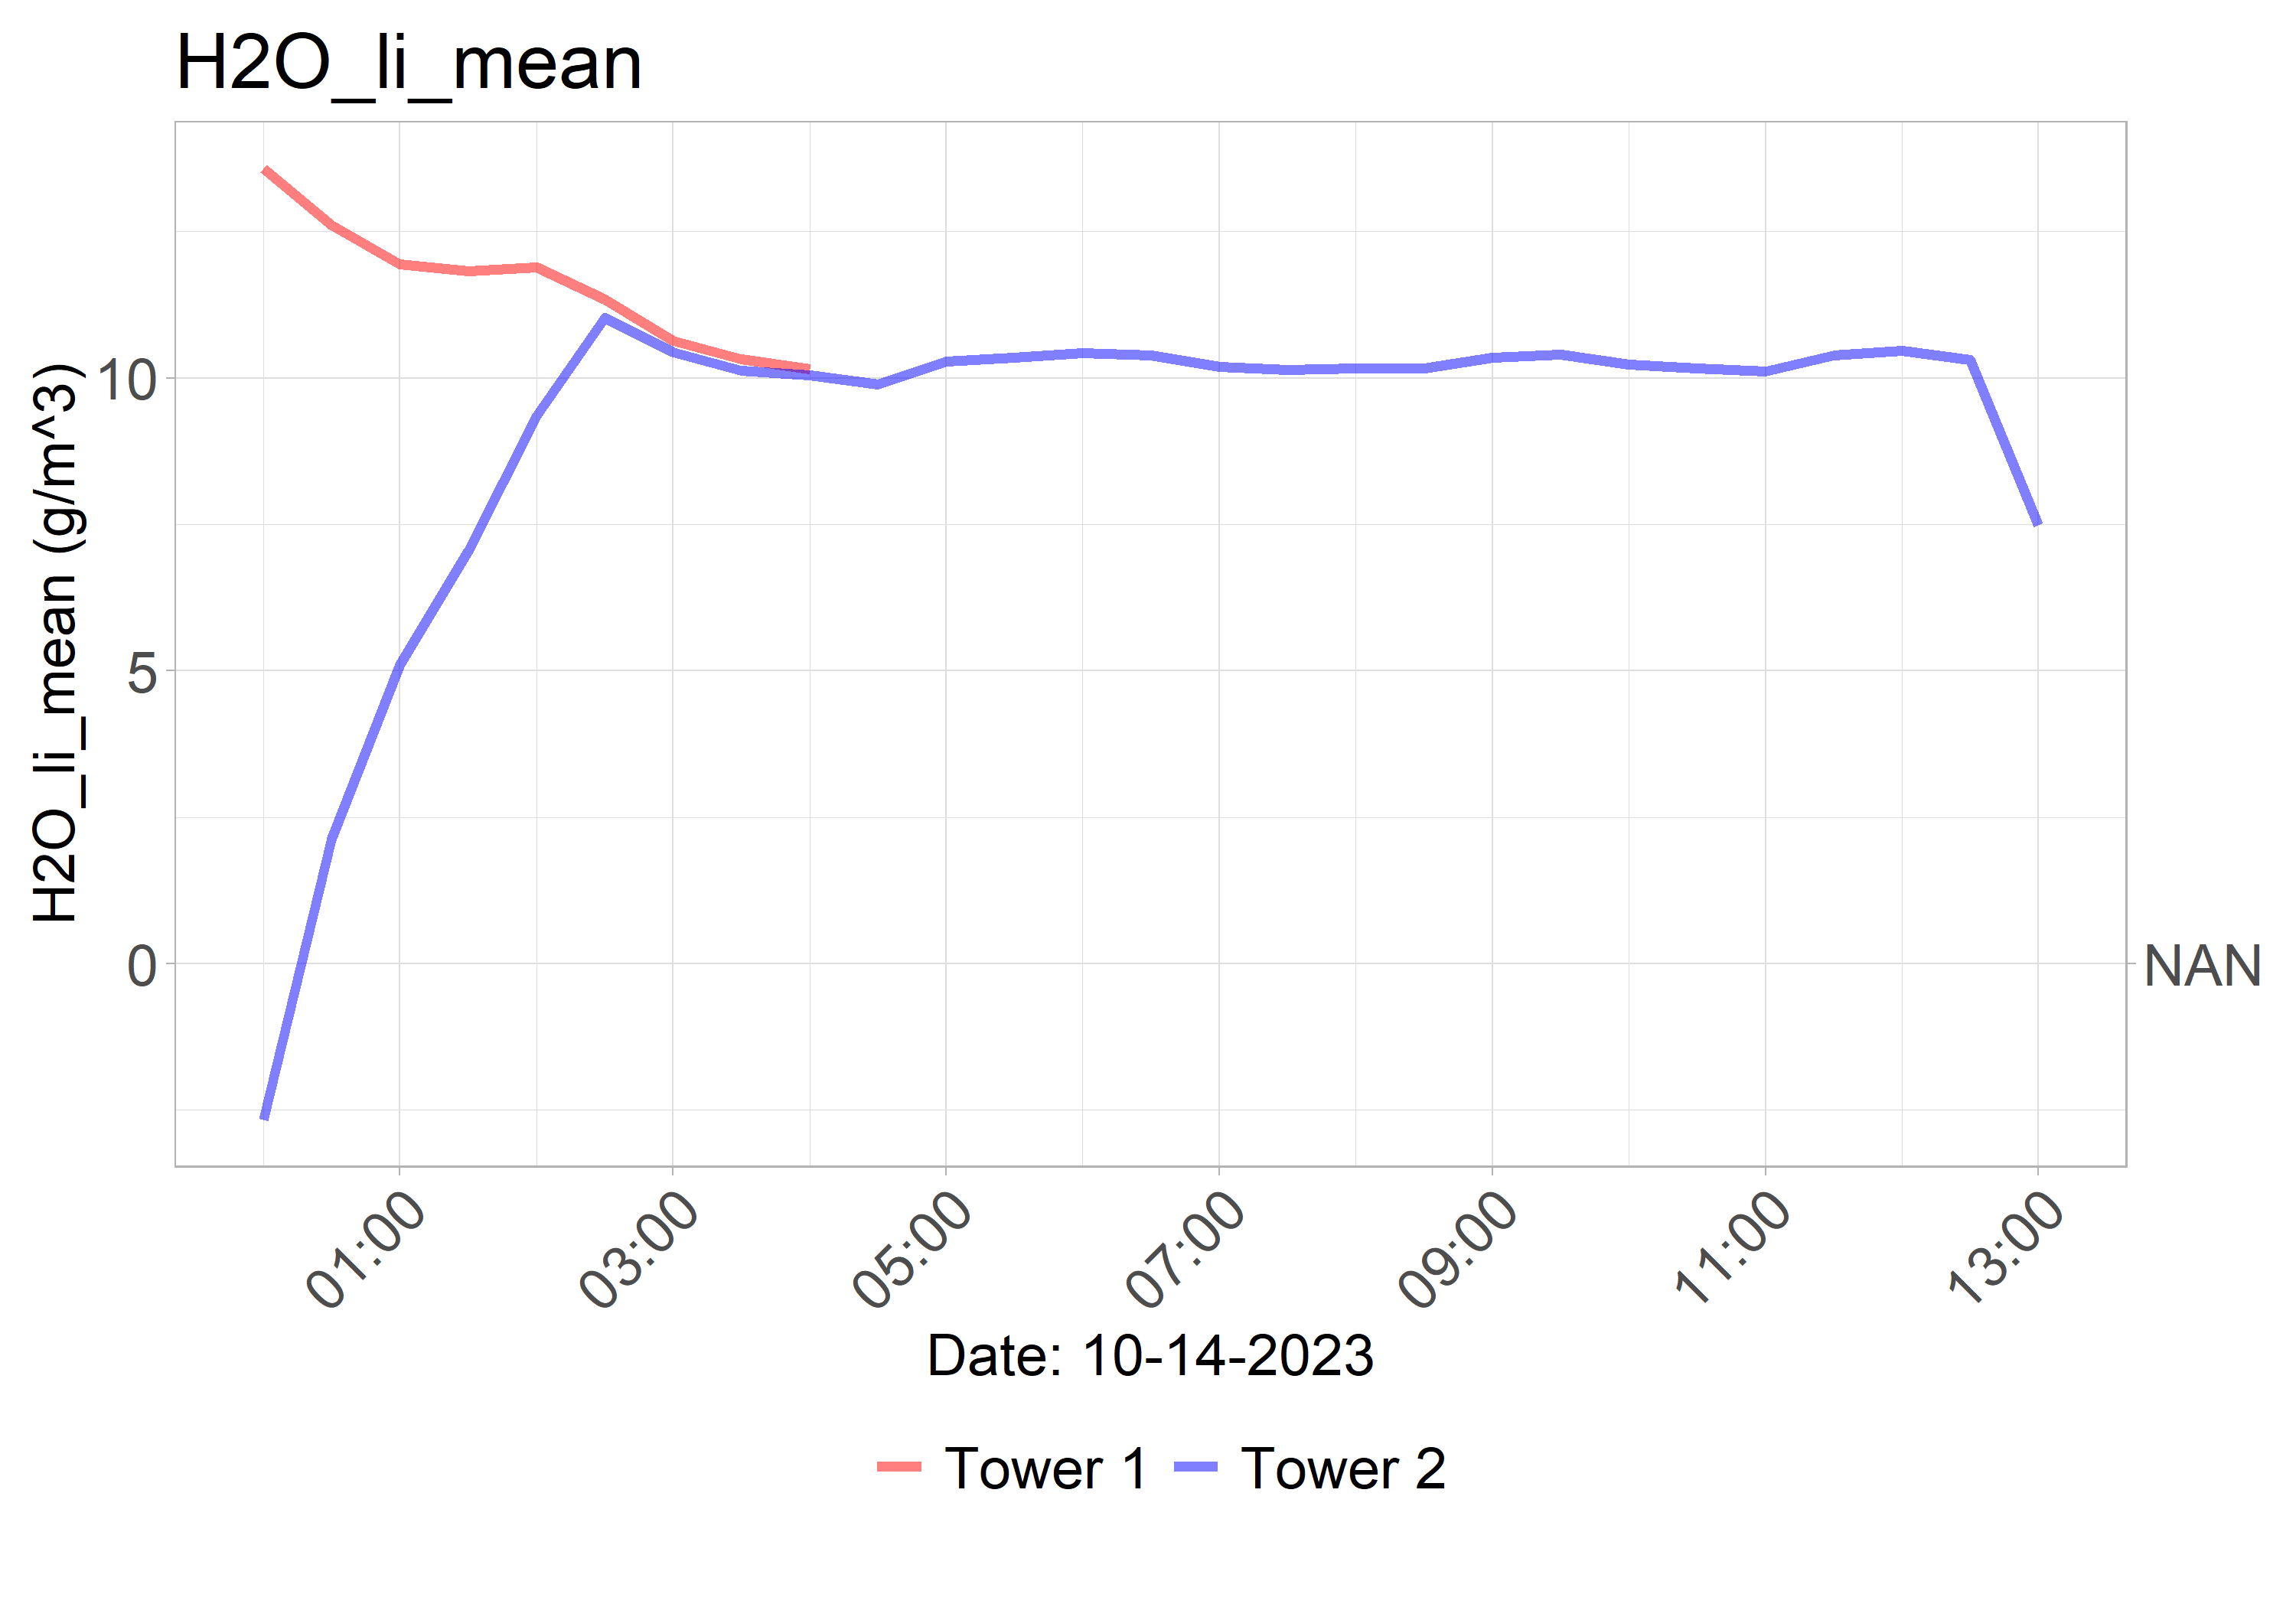 H2O_li_mean
H2O_li_mean (g/m^3)
10
5
0
NAN
01:00
03:00
05:00
07:00
09:00
11:00
13:00
Date: 10-14-2023
Tower 1
Tower 2